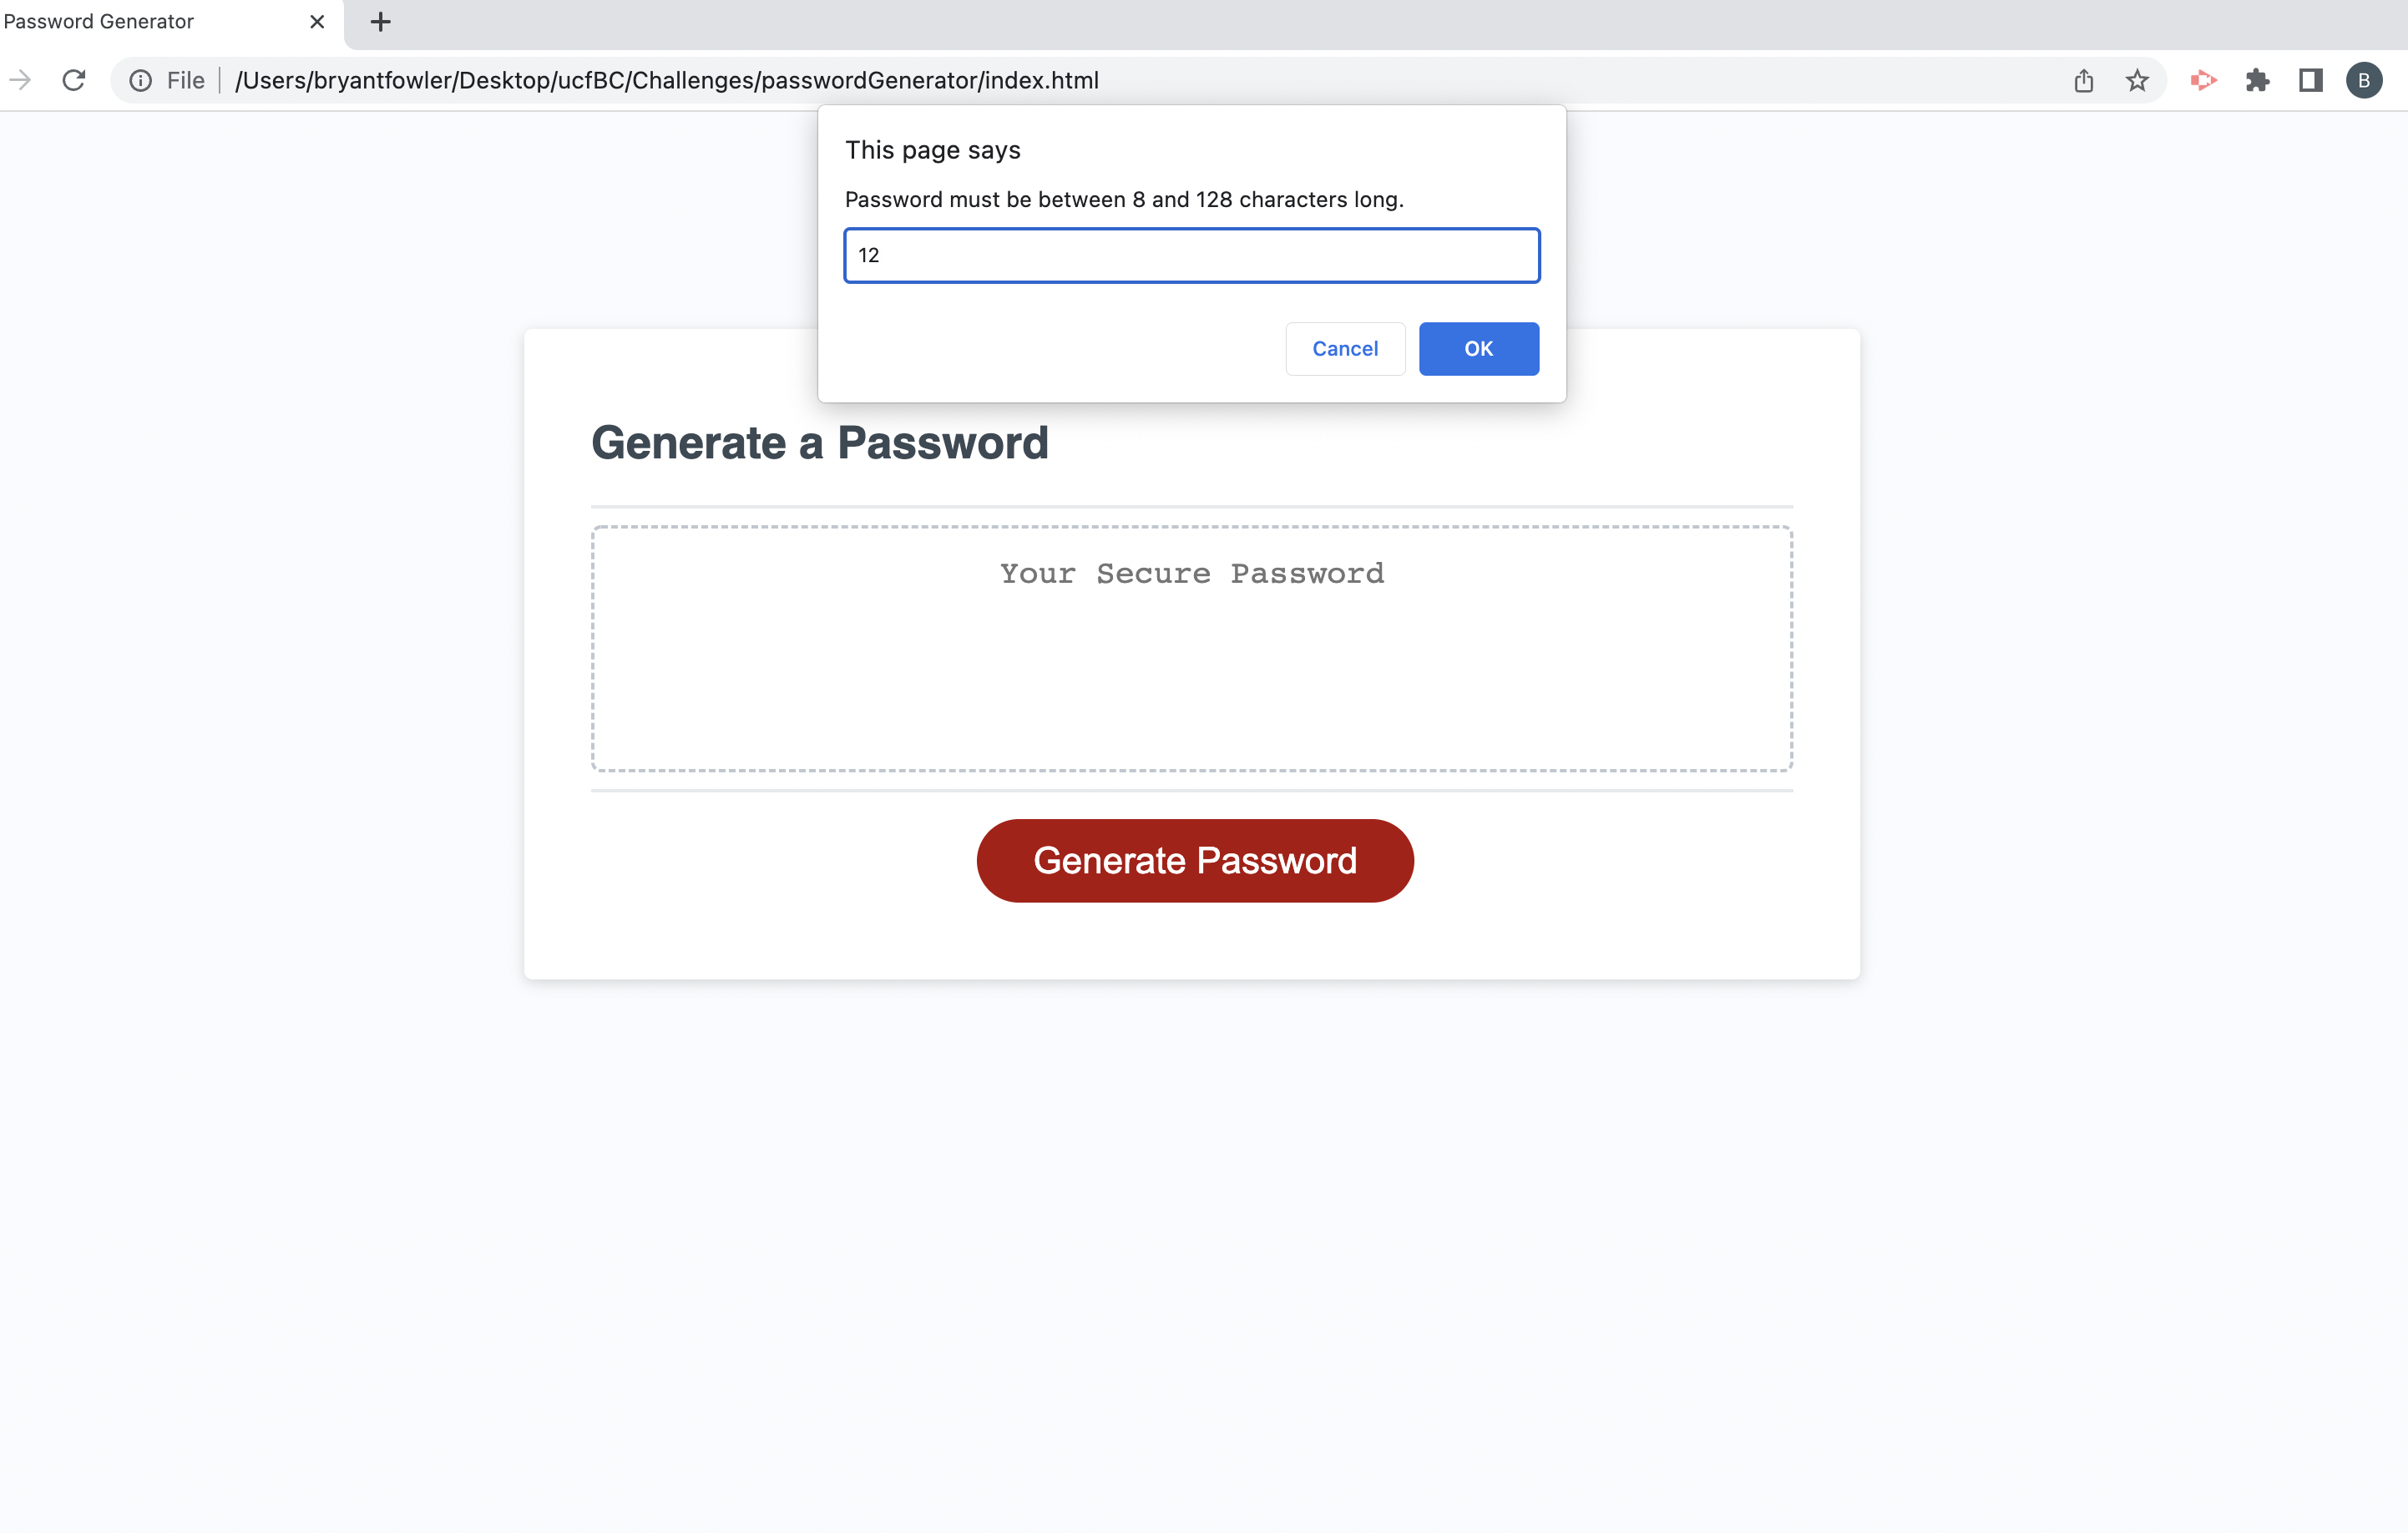 Password Generator
File /Users/bryantfowler/Desktop/ucfBC/Challenges/passwordGenerator/index.html
B
This page says
Password must be between 8 and 128 characters long.
12
Cancel OK
Generate a Password
Your Secure Password
Generate Password